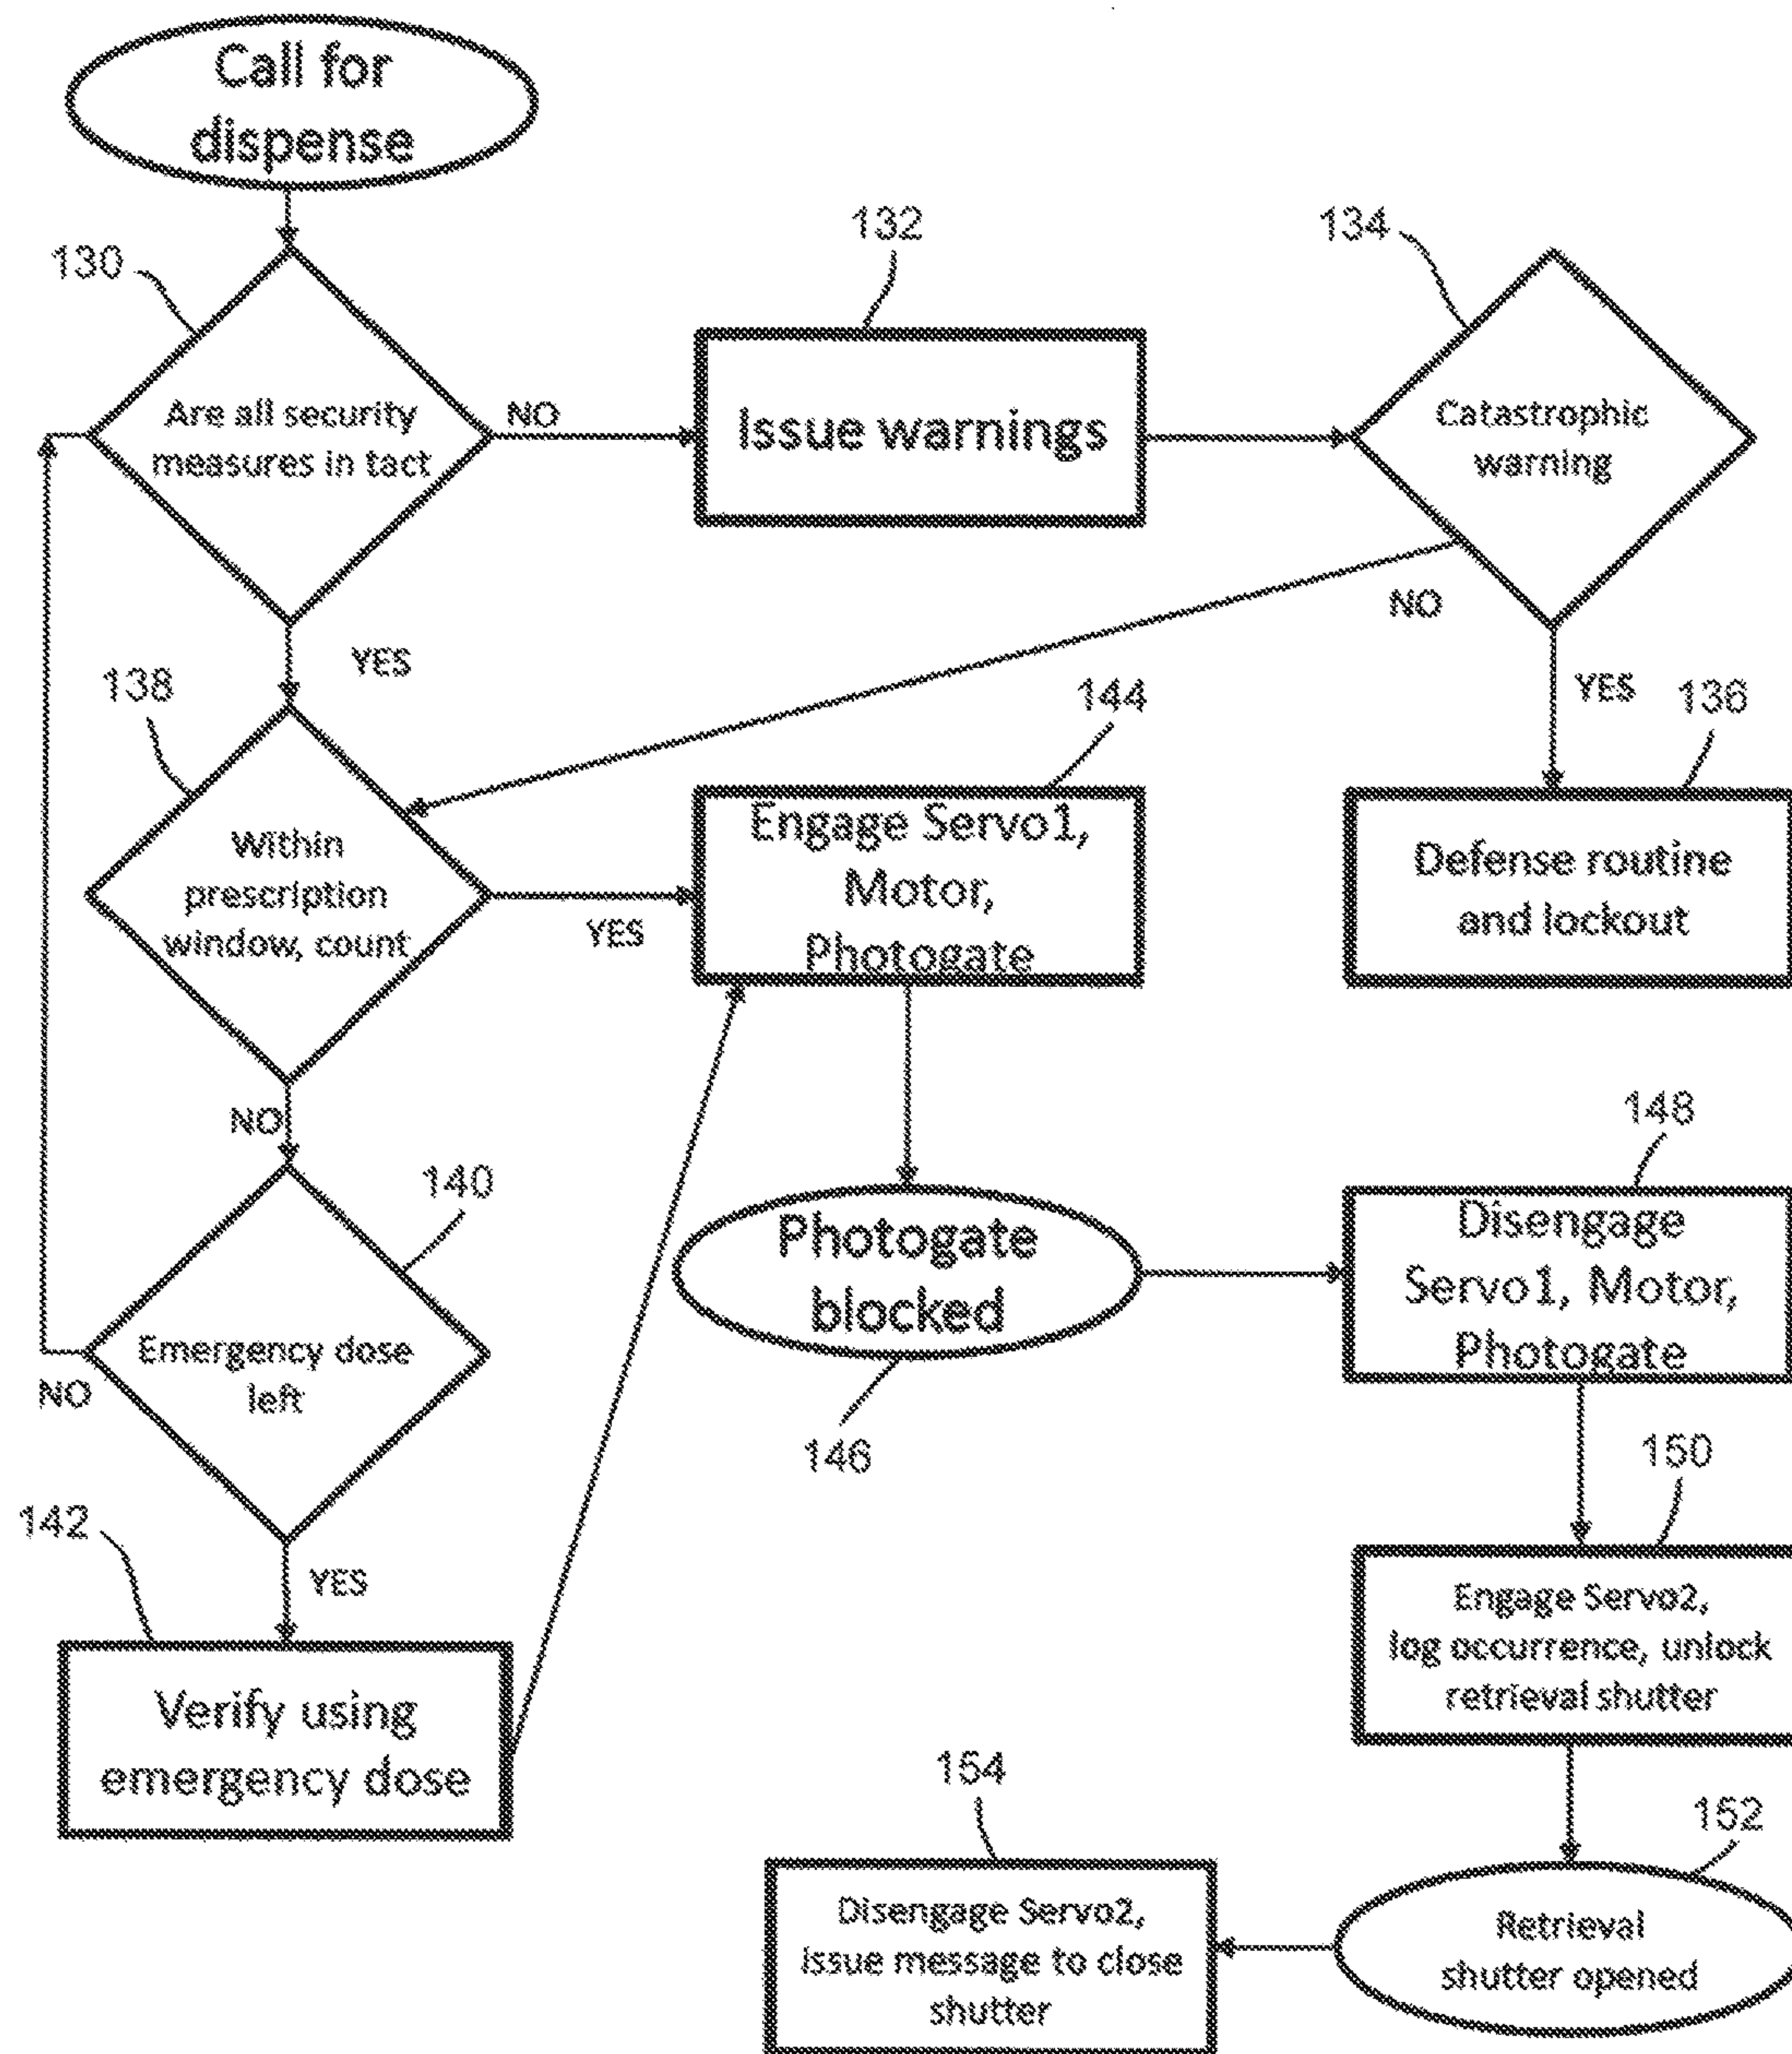 Call for
dispense
130
132
134
Are all security
measures in tact
NO
Issue warnings
Catastrophic
warning
NO
YES
YES
138
144
136
Within
prescription
window, count
YES
Engage Servo1,
Motor,
Photogate
Defense routine
and lockout
NO
140
148
Photogate
blocked
Disengage
Servo1, Motor,
Photogate
Emergency dose
left
NO
146
150
142
YES
Engage Servo2,
log occurrence, unlock
retrieval shutter
Verify using
emergency dose
154
152
Disengage Servo2,
issue message to close
shutter
Retrieval
shutter opened